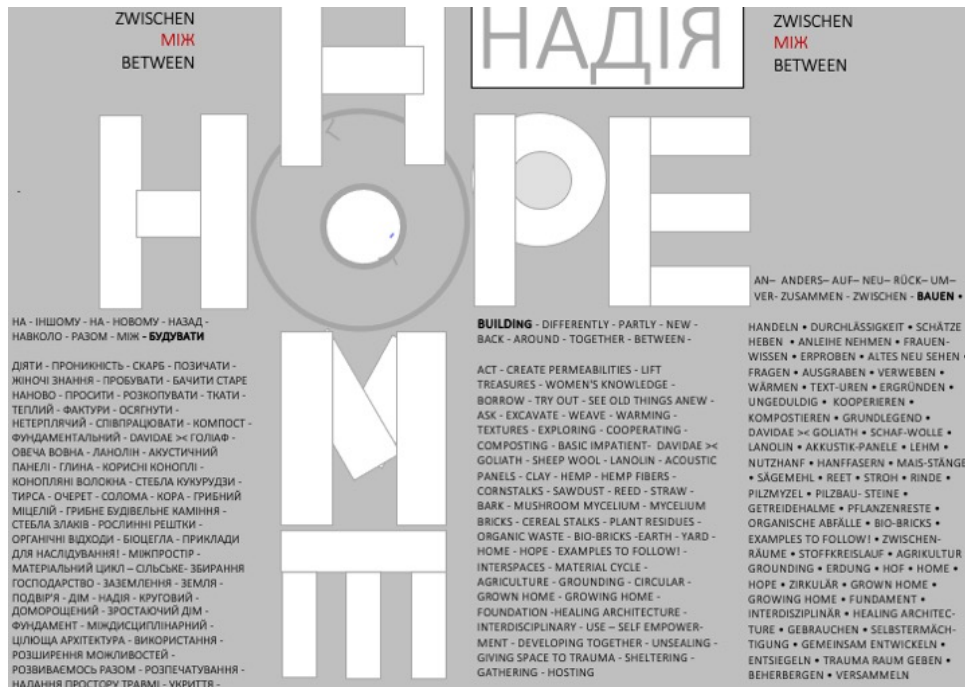 ZWISCHEN
МІЖ
BETWEEN
НАДІЯ
ZWISCHEN
МІЖ
BETWEEN
HOPE
НА - ІНШОМУ - НА - НОВОМУ - НАЗАД -
НАВКОЛО - РАЗОМ - МІЖ - БУДУВАТИ
ДІЯТИ - ПРОНИКНІСТЬ - СКАРБ - ПОЗИЧАТИ -
ЖІНОЧІ ЗНАННЯ - ПРОБУВАТИ - БАЧИТИ СТАРЕ
НАНОВО - ПРОСИТИ - РОЗКОПУВАТИ - ТКАТИ -
ТЕПЛИЙ - ФАКТУРИ - ОСЯГНУТИ -
НЕТЕРПЛЯЧИЙ - СПІВПРАЦЮВАТИ - КОМПОСТ -
ФУНДАМЕНТАЛЬНИЙ - DAVIDAE >< ГОЛІАФ -
ОВЕЧА ВОВНА - ЛАНОЛІН - АКУСТИЧНИЙ
ПАНЕЛІ - ГЛИНА - КОРИСНІ КОНОПЛІ -
КОНОПЛЯНІ ВОЛОКНА - СТЕБЛА КУКУРУДЗИ -
ТИРСА - ОЧЕРЕТ - СОЛОМА - КОРА - ГРИБНИЙ
МІЦЕЛІЙ - ГРИБНЕ БУДІВЕЛЬНЕ КАМІННЯ -
СТЕБЛА ЗЛАКІВ - РОСЛИННІ РЕШТКИ -
ОРГАНІЧНІ ВІДХОДИ - БІОЦЕГЛА - ПРИКЛАДИ
ДЛЯ НАСЛІДУВАННЯ! - МІЖПРОСТІР -
МАТЕРІАЛЬНИЙ ЦИКЛ – СІЛЬСЬКЕ- ЗБИРАННЯ
ГОСПОДАРСТВО - ЗАЗЕМЛЕННЯ - ЗЕМЛЯ -
ПОДВІР'Я - ДІМ - НАДІЯ - КРУГОВИЙ -
ДОМОРОЩЕНИЙ - ЗРОСТАЮЧИЙ ДІМ -
ФУНДАМЕНТ - МІЖДИСЦИПЛІНАРНИЙ -
ЦІЛЮЩА АРХІТЕКТУРА - ВИКОРИСТАННЯ -
РОЗШИРЕННЯ МОЖЛИВОСТЕЙ -
РОЗВИВАЄМОСЬ РАЗОМ - РОЗПЕЧАТУВАННЯ -
НАДАННЯ ПРОСТОРУ ТРАВМІ - УКРИТТЯ -
BUILDING - DIFFERENTLY - PARTLY - NEW -
BACK - AROUND - TOGETHER - BETWEEN -
ACT - CREATE PERMEABILITIES - LIFT
TREASURES - WOMEN'S KNOWLEDGE -
BORROW - TRY OUT - SEE OLD THINGS ANEW -
ASK - EXCAVATE - WEAVE - WARMING -
TEXTURES - EXPLORING - COOPERATING -
COMPOSTING - BASIC IMPATIENT- DAVIDAE ><
GOLIATH - SHEEP WOOL - LANOLIN - ACOUSTIC
PANELS - CLAY - HEMP - HEMP FIBERS -
CORNSTALKS - SAWDUST - REED - STRAW -
BARK - MUSHROOM MYCELIUM - MYCELIUM
BRICKS - CEREAL STALKS - PLANT RESIDUES -
ORGANIC WASTE - BIO-BRICKS -EARTH - YARD -
HOME - HOPE - EXAMPLES TO FOLLOW! -
INTERSPACES - MATERIAL CYCLE -
AGRICULTURE - GROUNDING - CIRCULAR -
GROWN HOME - GROWING HOME -
FOUNDATION -HEALING ARCHITECTURE -
INTERDISCIPLINARY - USE – SELF EMPOWER-
MENT - DEVELOPING TOGETHER - UNSEALING -
GIVING SPACE TO TRAUMA - SHELTERING -
GATHERING - HOSTING
AN– ANDERS– AUF– NEU– RÜCK– UM–
VER- ZUSAMMEN - ZWISCHEN - BAUEN •
HANDELN • DURCHLÄSSIGKEIT • SCHÄTZE
HEBEN • ANLEIHE NEHMEN • FRAUEN-
WISSEN • ERPROBEN • ALTES NEU SEHEN •
FRAGEN • AUSGRABEN • VERWEBEN •
WÄRMEN • TEXT-UREN • ERGRÜNDEN •
UNGEDULDIG • KOOPERIEREN •
KOMPOSTIEREN • GRUNDLEGEND •
DAVIDAE >< GOLIATH • SCHAF-WOLLE •
LANOLIN • AKKUSTIK-PANELE • LEHM •
NUTZHANF • HANFFASERN • MAIS-STÄNGE
• SÄGEMEHL • REET • STROH • RINDE •
PILZMYZEL • PILZBAU- STEINE •
GETREIDEHALME • PFLANZENRESTE •
ORGANISCHE ABFÄLLE • BIO-BRICKS •
EXAMPLES TO FOLLOW! • ZWISCHEN-
RÄUME • STOFFKREISLAUF • AGRIKULTUR
GROUNDING • ERDUNG • HOF • HOME •
HOPE • ZIRKULÄR • GROWN HOME •
GROWING HOME • FUNDAMENT •
INTERDISZIPLINÄR • HEALING ARCHITEC-
TURE • GEBRAUCHEN • SELBSTERMÄCH-
TIGUNG • GEMEINSAM ENTWICKELN •
ENTSIEGELN • TRAUMA RAUM GEBEN •
BEHERBERGEN • VERSAMMELN